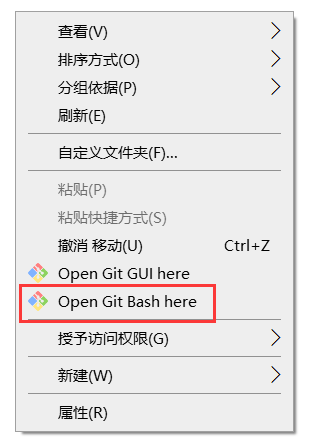 查看(V)
排序方式(O)
分组依据(P)
刷新(E)
自定义文件夹(F)...
粘贴(P)
粘贴快捷方式(S)
撤消 移动(U) Ctrl+Z
Open Git GUI here
Open Git Bash here
授予访问权限(G)
新建(W)
属性(R)